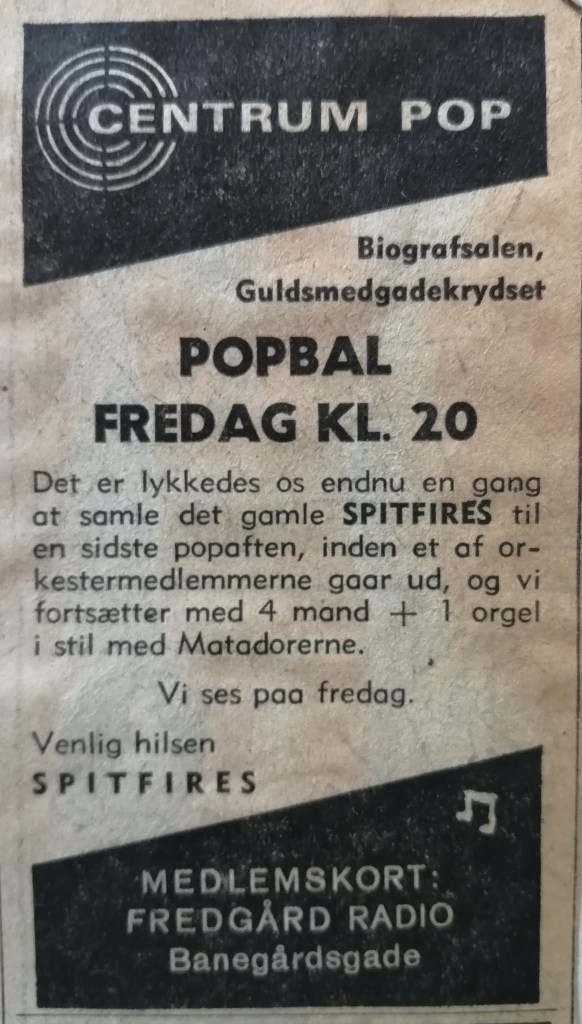 CENTRUM POP
Biografsalen,
Guldsmedgadekrydset
POPBAL
FREDAG KL. 20
Det er lykkedes os endnu en gang
at samle det gamle SPITFIRES til
en sidste popaften, inden et af or-
kestermedlemmerne gaar ud, og vi
fortsætter med 4 mand + 1 orgel
i stil med Matadorerne.
Vi ses paa fredag.
Venlig hilsen
SPITFIRES
MEDLEMSKORT:
FREDGÅRD RADIO
Banegårdsgade